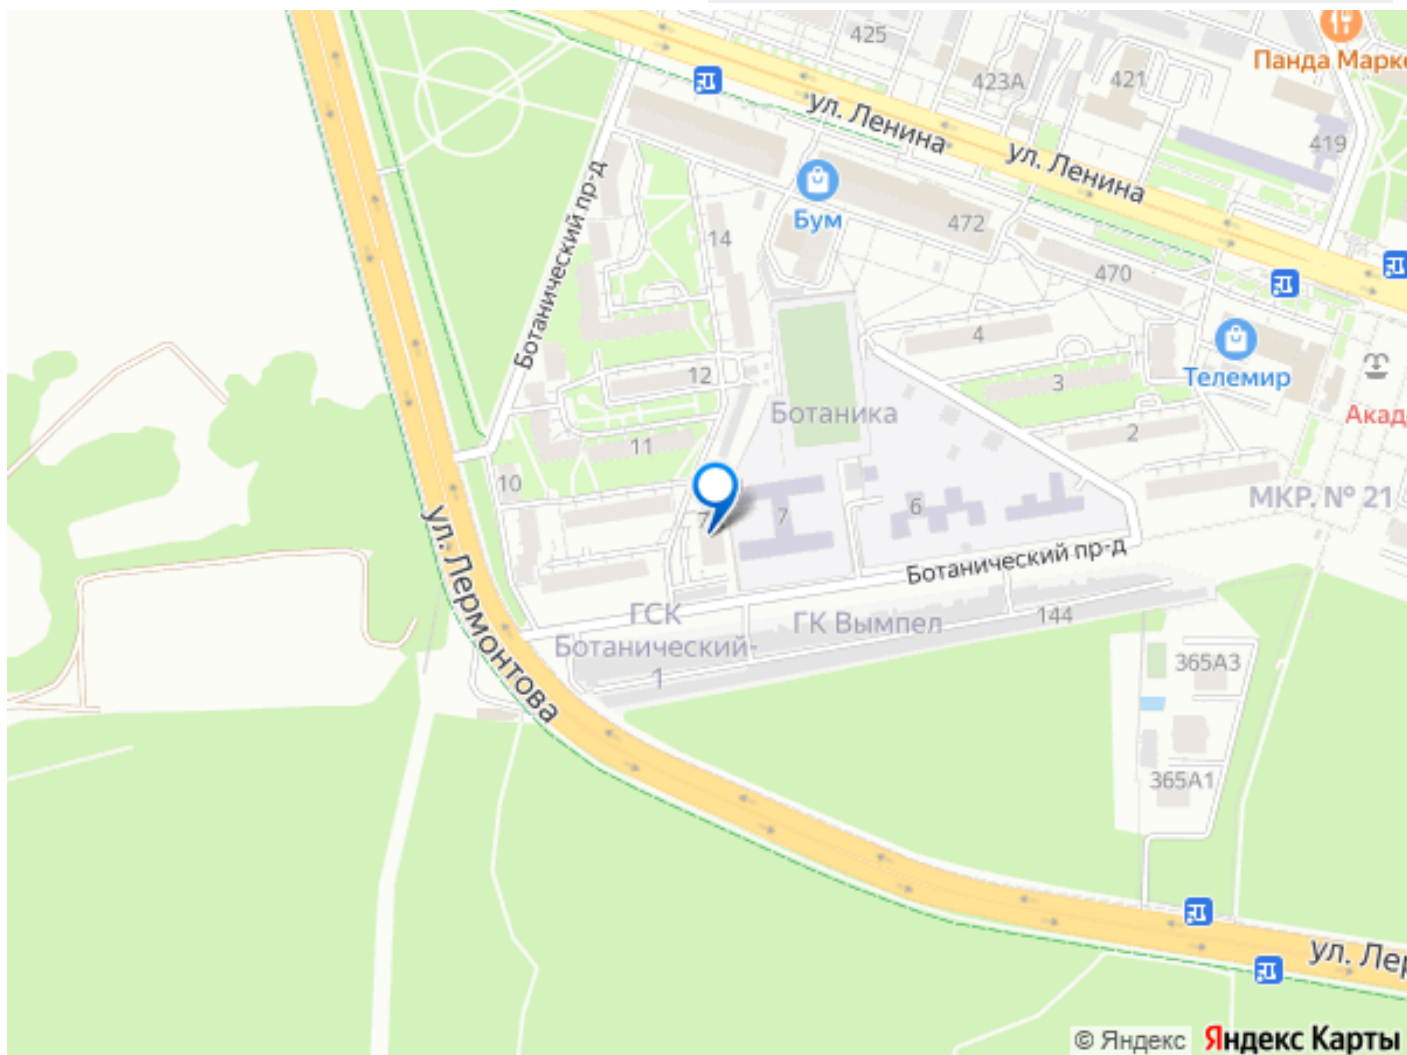 425
Панда Марке
423А
421
ул. Ленина
419
ул. Ленина
Ботанический пр-д
Бум
472
14
470
4
Телемир
12
3
Ботаника
Акад
11
2
10
6
МКР. № 21
7
7
ул. Лермонтова
Ботанический пр-д
ГСК
Ботанический-
1
ГК Вымпел
144
365А3
365А1
ул. Лер
© Яндекс Яндекс Карты